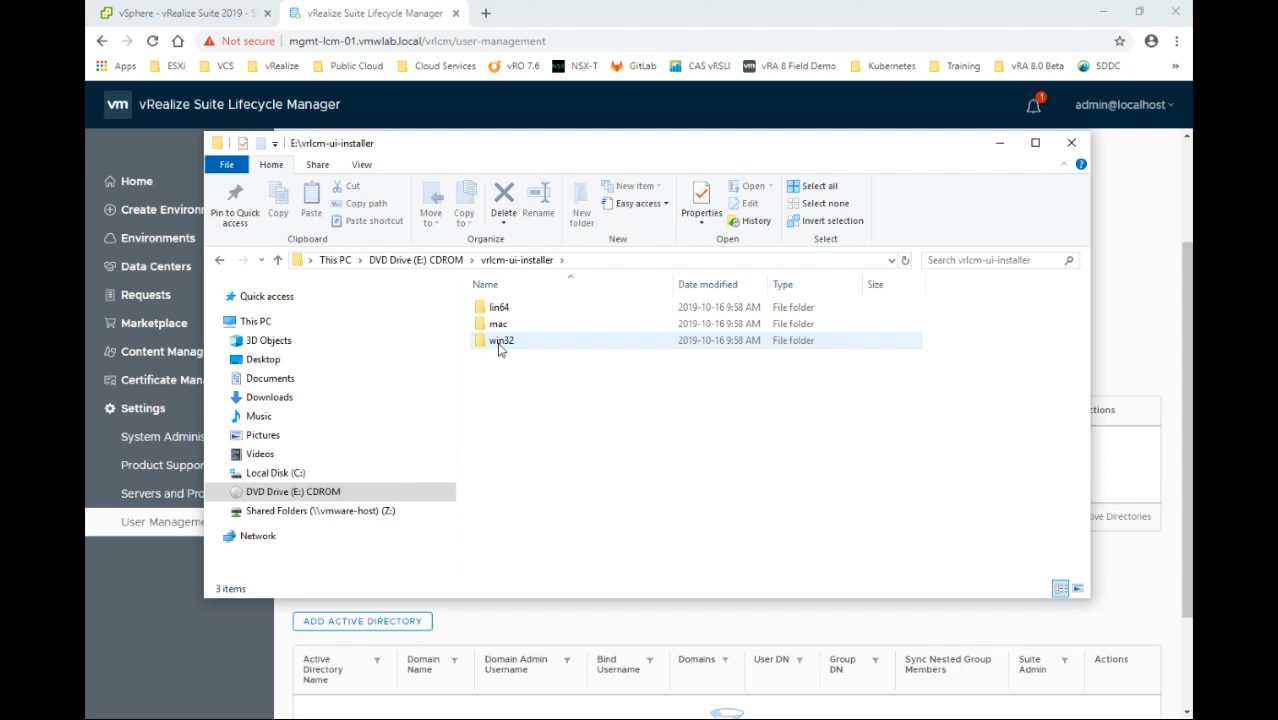 vSphere - vRealize Suite 2019 - S
vRealize Suite Lifecycle Manager
Not secure
mgmt-lcm-01.vmwlab.local/vrlcm/user-management
Apps
ESXi
VCS
vRealize
Public Cloud
Cloud Services
vRO 7.6
NSX-T
GitLab
CAS vRSLI
vRA 8 Field Demo
Kubernetes
Training
vRA 8.0 Beta
SDDC
»
vm
vRealize Suite Lifecycle Manager
1
admin@localhost
Home
Create Environ
Environments
Data Centers
Requests
Marketplace
Content Manag
Certificate Man
Settings
System Adminis
Product Suppor
Servers and Pro
User Manageme
E:\vrlcm-ui-installer
File
Home
Share
View
Pin to Quick
access
Copy
Paste
Cut
Copy path
Paste shortcut
Clipboard
Move
to
Copy
to
Delete
Rename
Organize
New
folder
New item
Easy access
New
Properties
Open
Edit
History
Open
Select all
Select none
Invert selection
Select
This PC
DVD Drive (E:) CDROM
vrlcm-ui-installer
Search vrlcm-ui-installer
Quick access
This PC
3D Objects
Desktop
Documents
Downloads
Music
Pictures
Videos
Local Disk (C:)
DVD Drive (E:) CDROM
Shared Folders (\\vmware-host) (Z:)
Network
Name
Date modified
Type
Size
lin64
2019-10-16 9:58 AM
File folder
mac
2019-10-16 9:58 AM
File folder
win32
2019-10-16 9:58 AM
File folder
3 items
ctions
ive Directories
ADD ACTIVE DIRECTORY
Active
Directory
Name
Domain
Name
Domain Admin
Username
Bind
Username
Domains
User DN
Group
DN
Sync Nested Group
Members
Suite
Admin
Actions